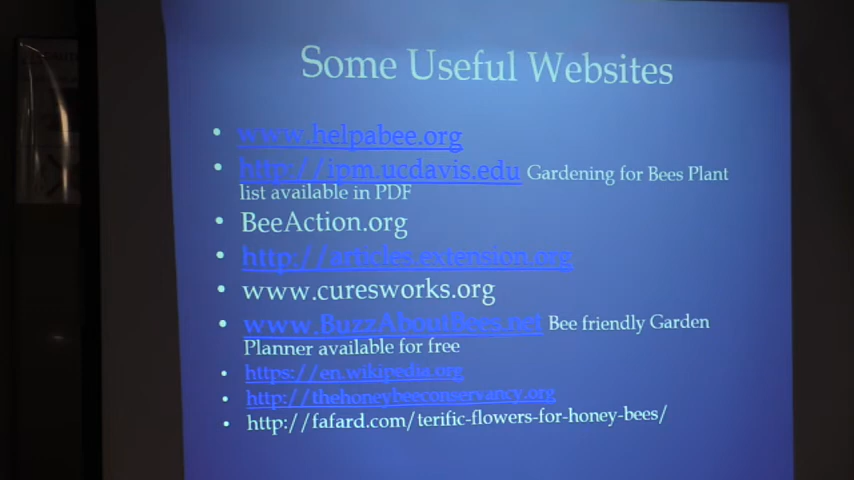 Some Useful Websites
• www.helpabee.org
• http://ipm.ucdavis.edu Gardening for Bees Plant
list available in PDF
• BeeAction.org
• http://articles.extension.org
• www.curesworks.org
• www.BuzzAboutBees.net Bee friendly Garden
Planner available for free
• https://en.wikipedia.org
• http://thehoneybeeconservancy.org
• http://fafard.com/terific-flowers-for-honey-bees/